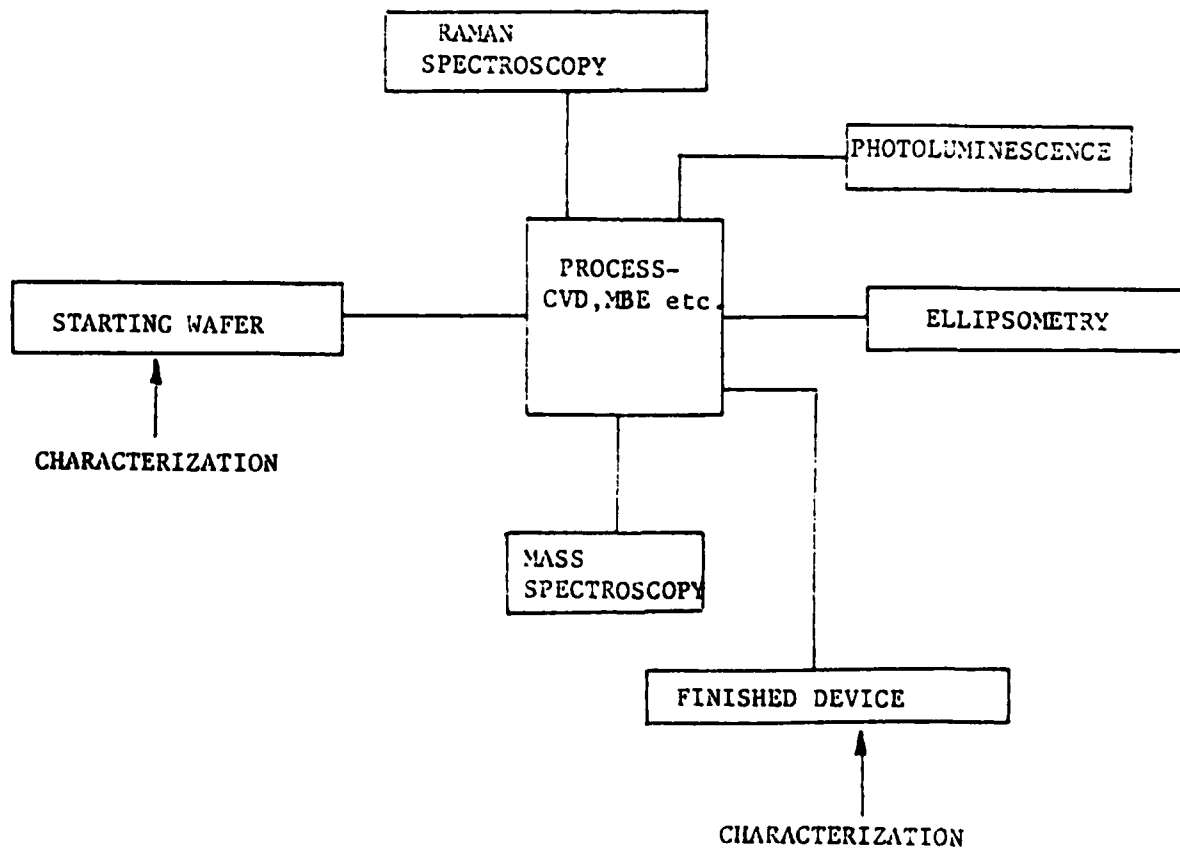 RAMAN
SPECTROSCOPY
PHOTOLUMINESCENCE
PROCESS-
CVD,MBE etc.
STARTING WAFER
ELLIPSOMETRY
CHARACTERIZATION
MASS
SPECTROSCOPY
FINISHED DEVICE
CHARACTERIZATION